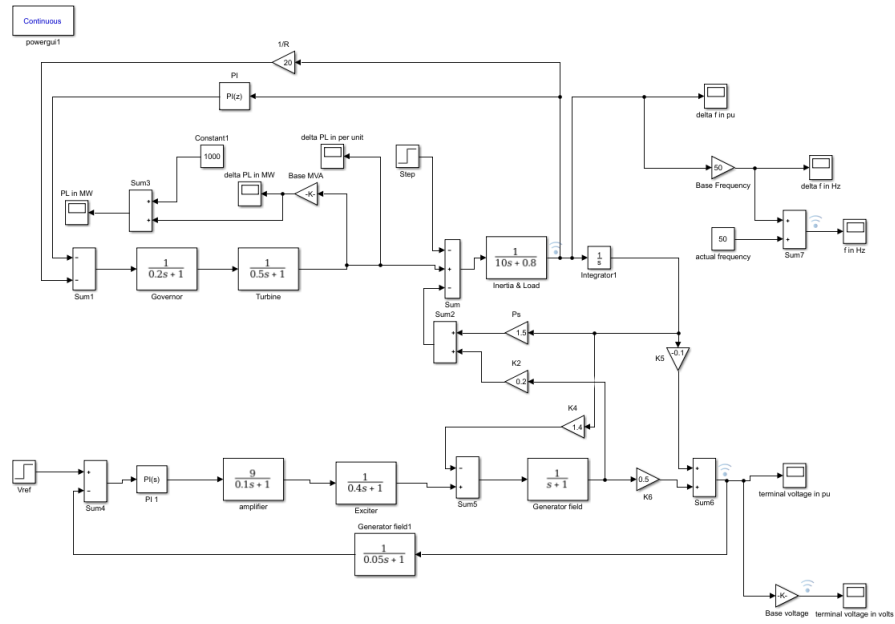 Continuous
powergui1
1/R
20
PI
PI(z)
delta f in pu
Constant1
1000
delta PL in per unit
Step
50
Base Frequency
delta f in Hz
Sum3
delta PL in MW
Base MVA
-K-
PL in MW
50
actual frequency
Sum7
f in Hz
Sum1
1
0.2s + 1
Governor
1
0.5s + 1
Turbine
Sum
1
10s + 0.8
Inertia & Load
1
s
Integrator1
Sum2
Ps
1.5
K5
-0.1
K2
0.2
K4
1.4
Vref
Sum4
PI(s)
PI 1
9
0.1s + 1
amplifier
1
0.4s + 1
Exciter
Sum5
1
s + 1
Generator field
0.5
K6
Sum6
terminal voltage in pu
Generator field1
1
0.05s + 1
-K-
Base voltage
terminal voltage in volts